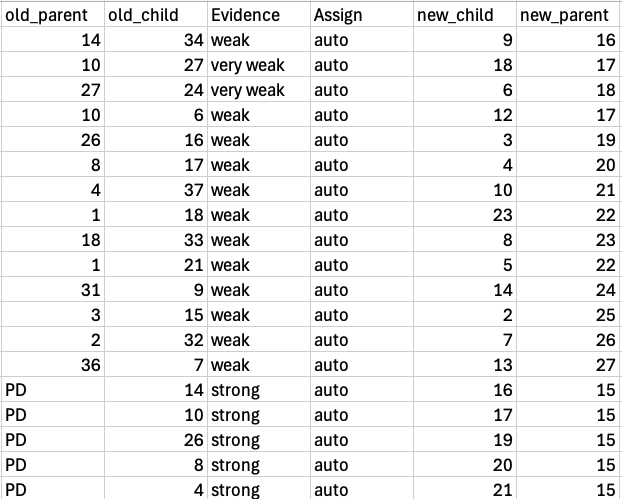 old_parent old_child Evidence Assign new_child new_parent
14 34 weak auto 9 16
10 27 very weak auto 18 17
27 24 very weak auto 6 18
10 6 weak auto 12 17
26 16 weak auto 3 19
8 17 weak auto 4 20
4 37 weak auto 10 21
1 18 weak auto 23 22
18 33 weak auto 8 23
1 21 weak auto 5 22
31 9 weak auto 14 24
3 15 weak auto 2 25
2 32 weak auto 7 26
36 7 weak auto 13 27
PD 14 strong auto 16 15
PD 10 strong auto 17 15
PD 26 strong auto 19 15
PD 8 strong auto 20 15
PD 4 strong auto 21 15